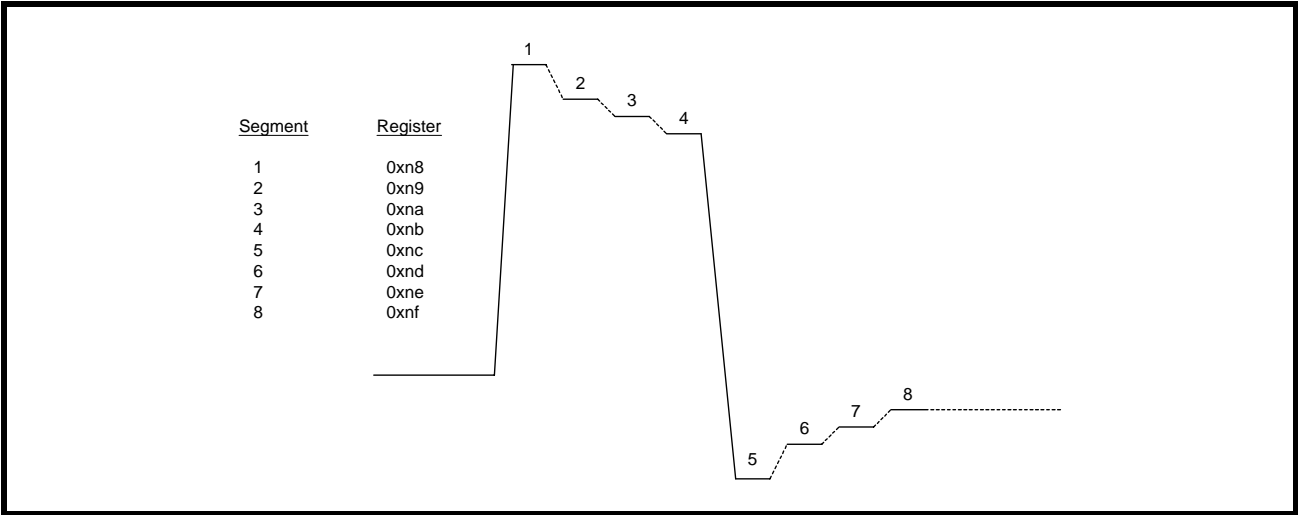 1
2
3
4
Segment Register
1 0xn8
2 0xn9
3 0xna
4 0xnb
5 0xnc
6 0xnd
7 0xne
8 0xnf
8
7
6
5